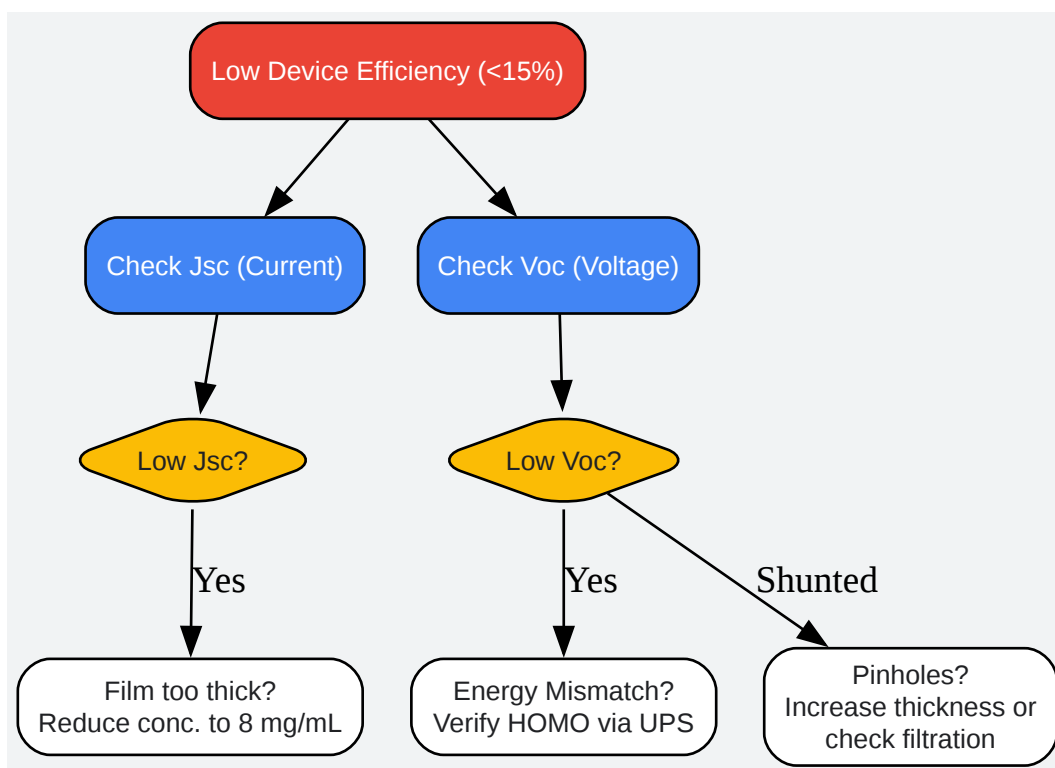 Low Device Efficiency (<15%)
Check Jsc (Current)
Check Voc (Voltage)
Low Jsc?
Low Voc?
Yes
Yes
Shunted
Film too thick?
Reduce conc. to 8 mg/mL
Energy Mismatch?
Verify HOMO via UPS
Pinholes?
Increase thickness or
check filtration